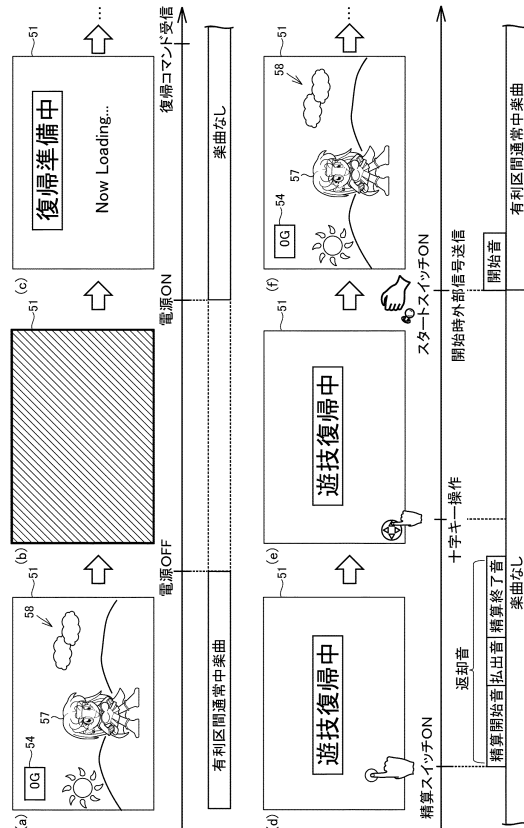 (a)
51
54
0G
57
58
(b)
51
(c)
51
復帰準備中
Now Loading...
…
電源OFF
電源ON
復帰コマンド受信
有利区間通常中楽曲
楽曲なし
(d)
51
遊技復帰中
(e)
51
遊技復帰中
(f)
51
54
0G
57
58
…
精算スイッチON
十字キー操作
スタートスイッチON
開始時外部信号送信
返却音
精算開始音
払出音
精算終了音
開始音
楽曲なし
有利区間通常中楽曲